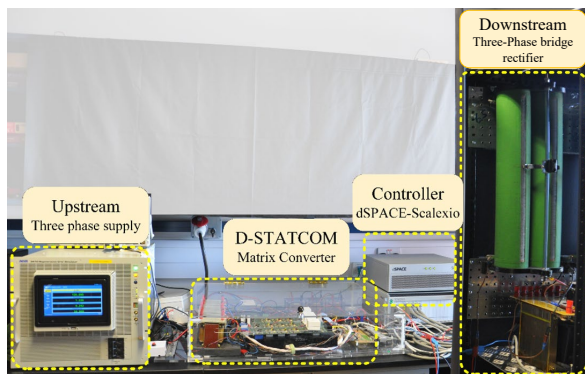 Downstream
Three-Phase bridge
rectifier
Controller
dSPACE-Scalexio
Upstream
Three phase supply
D-STATCOM
Matrix Converter
dSPACE